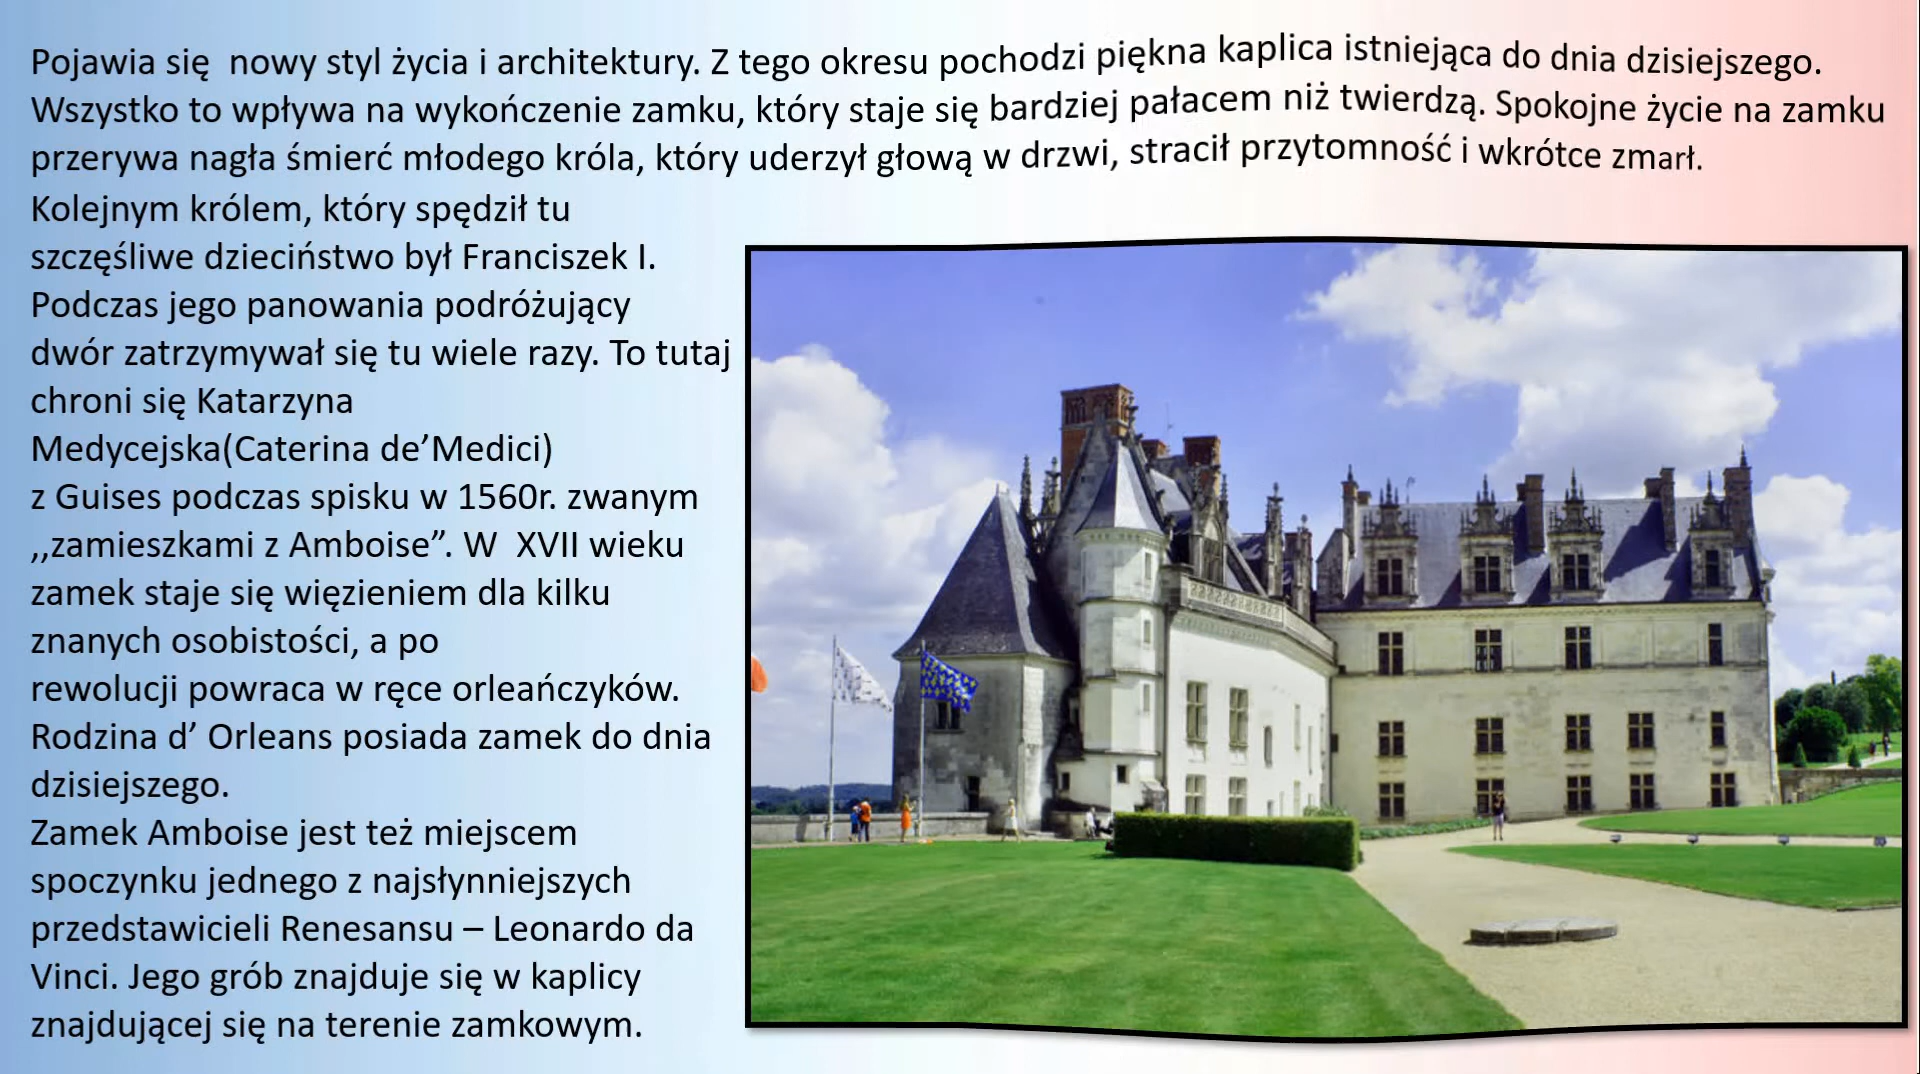 Pojawia się  nowy styl życia i architektury. Z tego okresu pochodzi piękna kaplica istniejąca do dnia dzisiejszego.
Wszystko to wpływa na wykończenie zamku, który staje się bardziej pałacem niż twierdzą. Spokojne życie na zamku
przerywa nagła śmierć młodego króla, który uderzył głową w drzwi, stracił przytomność i wkrótce zmarł.
Kolejnym królem, który spędził tu
szczęśliwe dzieciństwo był Franciszek I.
Podczas jego panowania podróżujący
dwór zatrzymywał się tu wiele razy. To tutaj
chroni się Katarzyna
Medycejska(Caterina de’Medici)
z Guises podczas spisku w 1560r. zwanym
,,zamieszkami z Amboise”. W  XVII wieku
zamek staje się więzieniem dla kilku
znanych osobistości, a po
rewolucji powraca w ręce orleańczyków.
Rodzina d’ Orleans posiada zamek do dnia
dzisiejszego.
Zamek Amboise jest też miejscem
spoczynku jednego z najsłynniejszych
przedstawicieli Renesansu – Leonardo da
Vinci. Jego grób znajduje się w kaplicy
znajdującej się na terenie zamkowym.